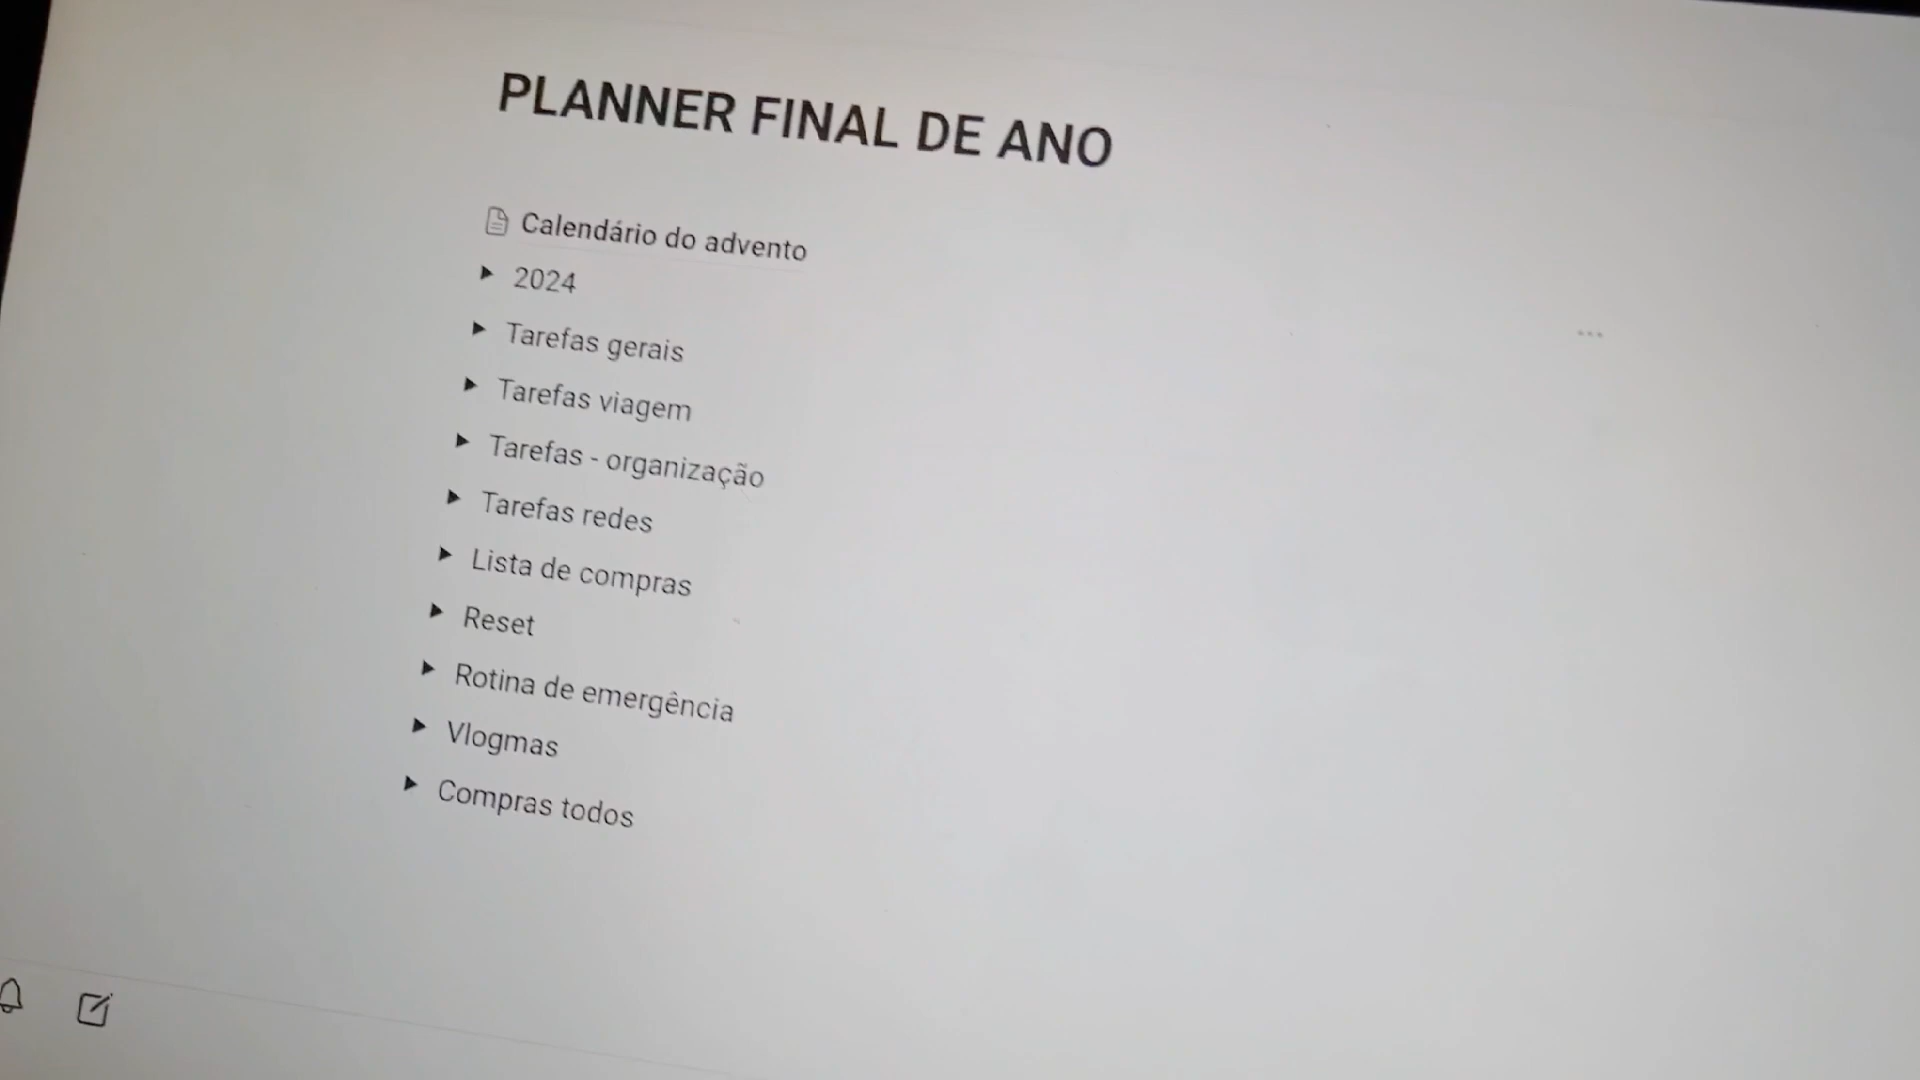 PLANNER FINAL DE ANO
Calendário do advento
2024
Tarefas gerais
Tarefas viagem
Tarefas - organização
Tarefas redes
Lista de compras
Reset
Rotina de emergência
Vlogmas
Compras todos